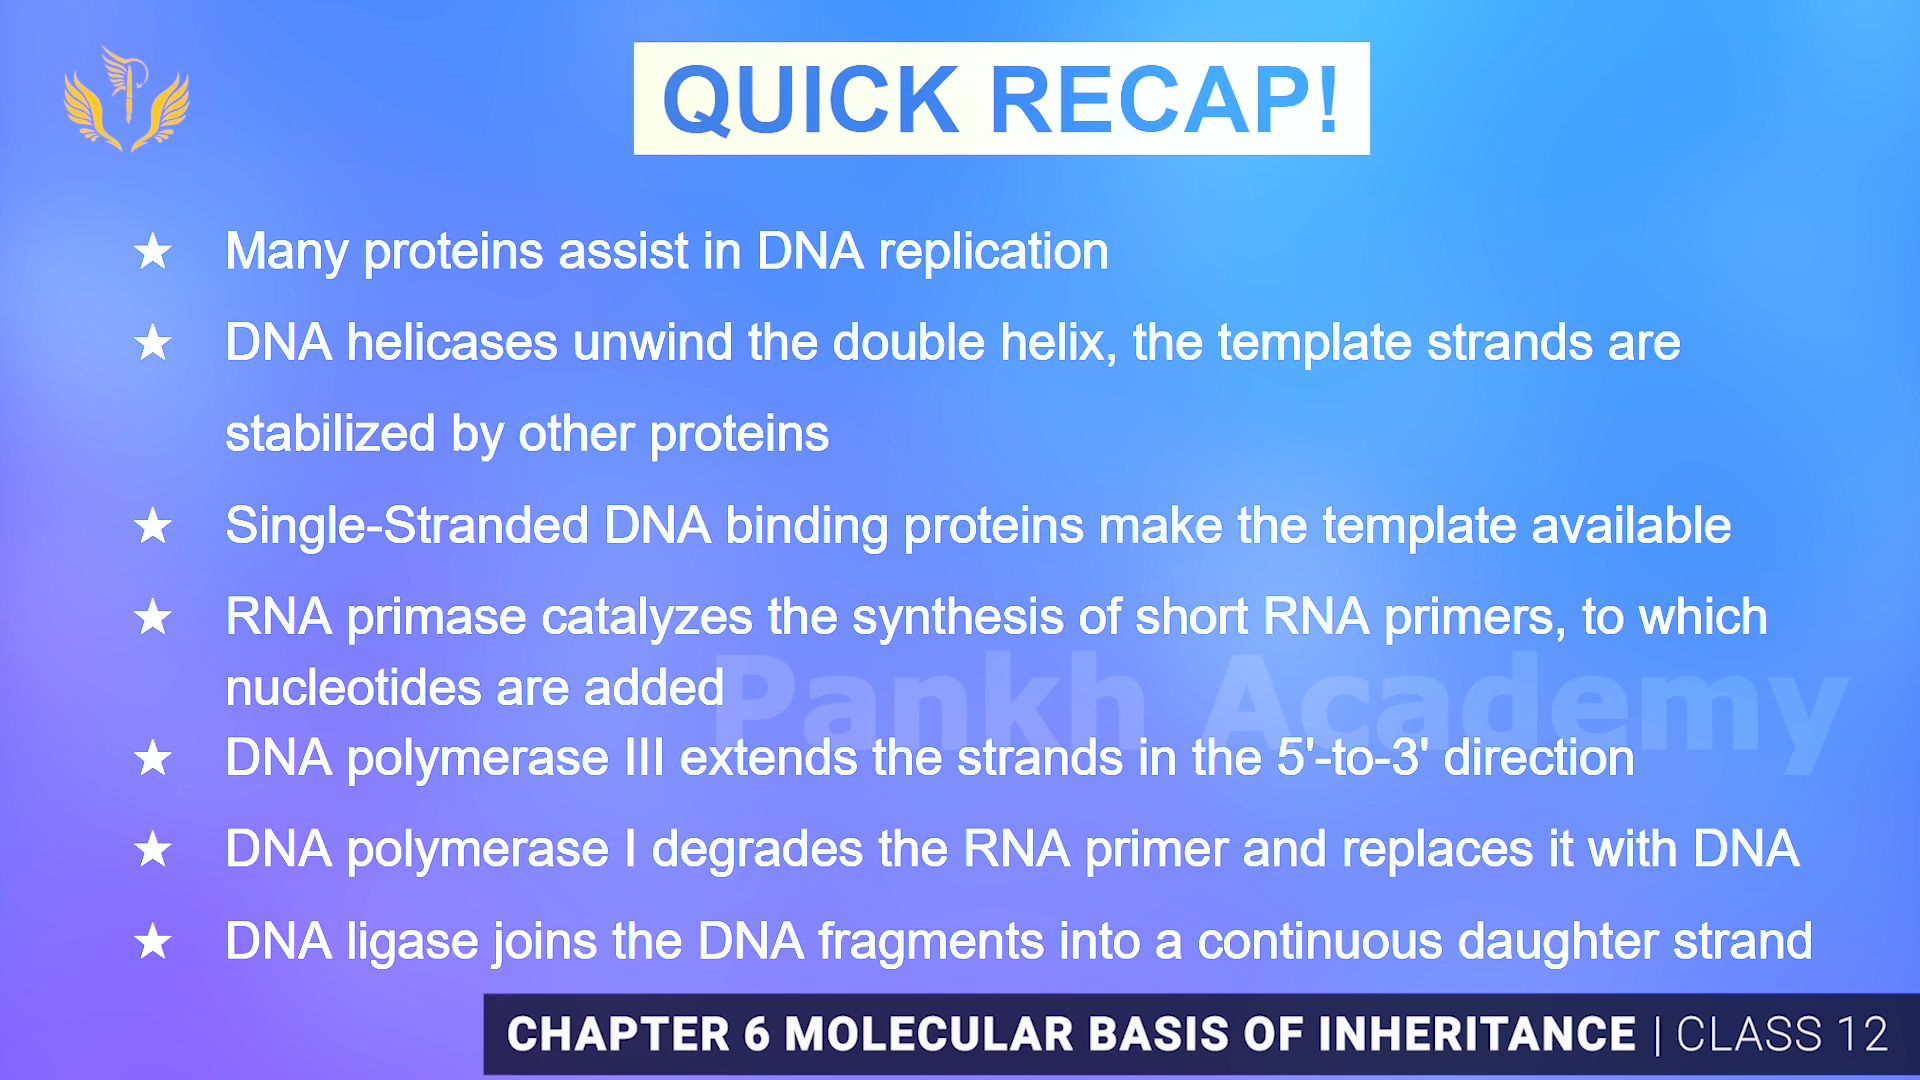 QUICK RECAP!
★ Many proteins assist in DNA replication
★ DNA helicases unwind the double helix, the template strands are
stabilized by other proteins
★ Single-Stranded DNA binding proteins make the template available
★ RNA primase catalyzes the synthesis of short RNA primers, to which
nucleotides are added
Pankh Academy
★ DNA polymerase III extends the strands in the 5'-to-3' direction
★ DNA polymerase I degrades the RNA primer and replaces it with DNA
★ DNA ligase joins the DNA fragments into a continuous daughter strand
CHAPTER 6 MOLECULAR BASIS OF INHERITANCE | CLASS 12